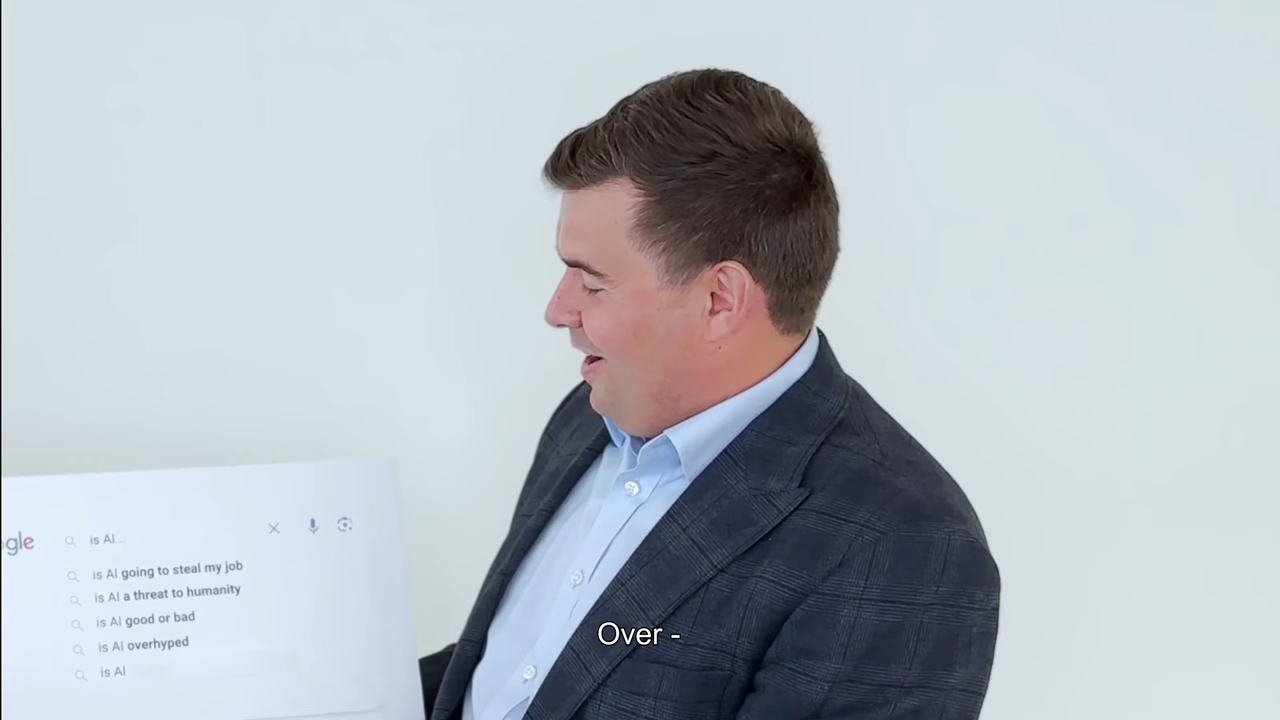 ogle
is AI...
is AI going to steal my job
is AI a threat to humanity
is AI good or bad
is AI overhyped
is AI
Over -